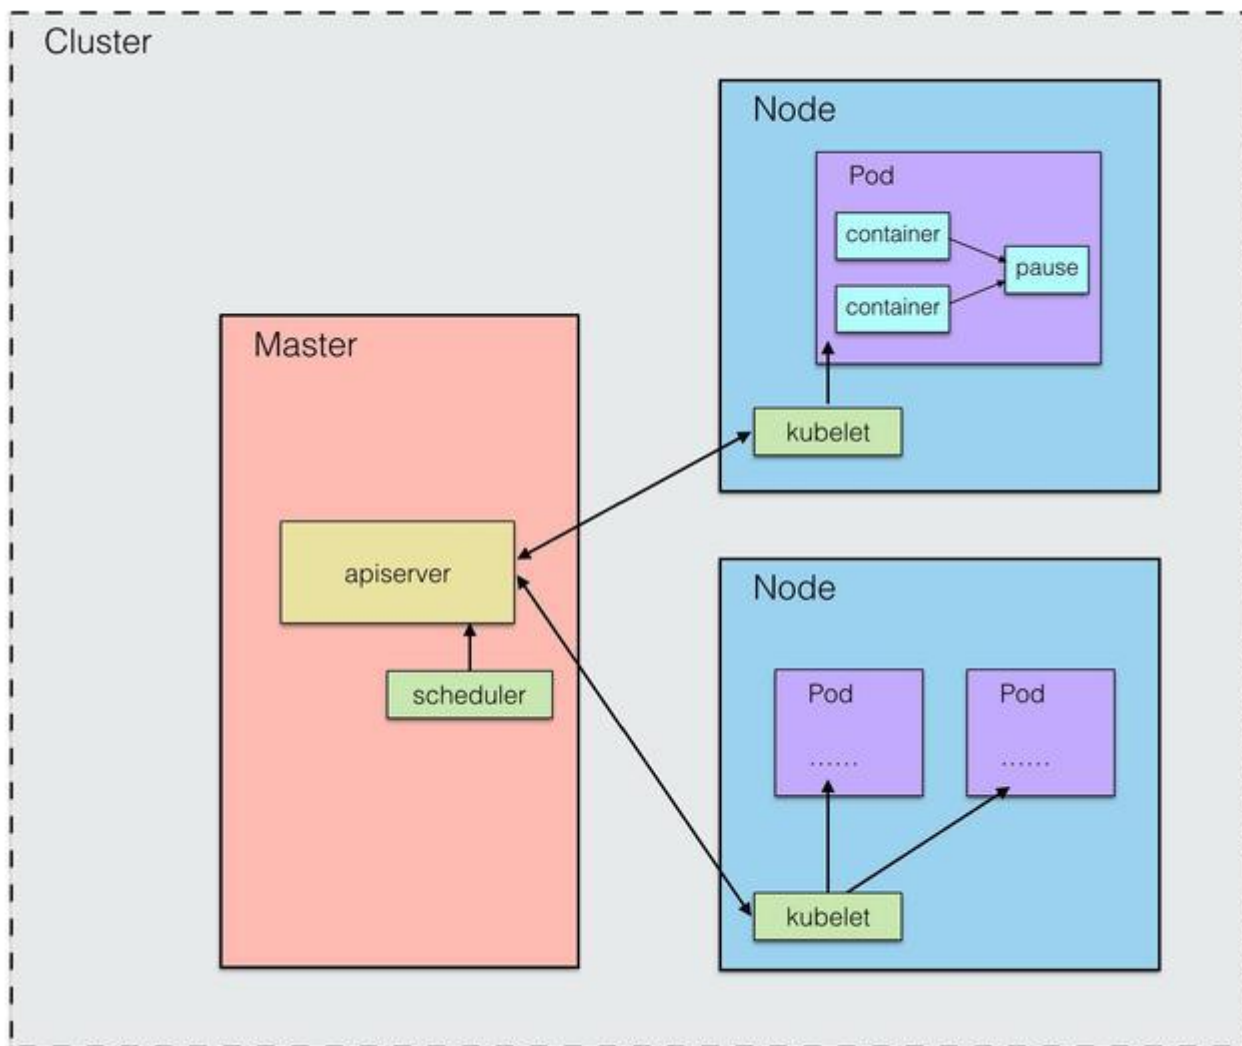 Cluster
Node
Pod
container
pause
container
kubelet
Master
apiserver
scheduler
Node
Pod
......
Pod
......
kubelet